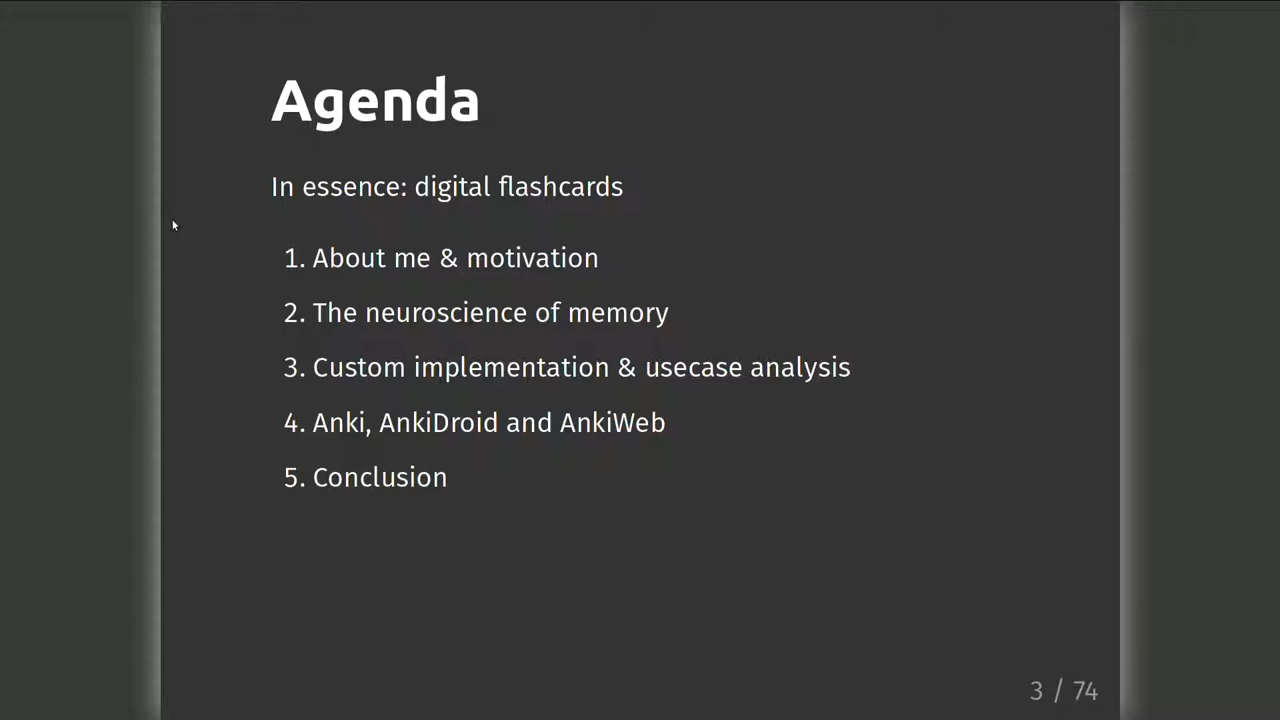 Agenda
In essence: digital flashcards
1. About me & motivation
2. The neuroscience of memory
3. Custom implementation & usecase analysis
4. Anki, AnkiDroid and AnkiWeb
5. Conclusion
3 / 74